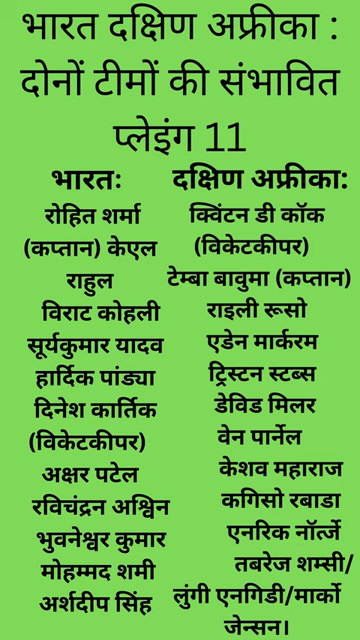 भारत दक्षिण अफ्रीका :
दोनों टीमों की संभावित
प्लेइंग 11
भारतः
रोहित शर्मा
(कप्तान) केएल
राहुल
विराट कोहली
सूर्यकुमार यादव
हार्दिक पांड्या
दिनेश कार्तिक
(विकेटकीपर)
अक्षर पटेल
रविचंद्रन अश्विन
भुवनेश्वर कुमार
मोहम्मद शमी
अर्शदीप सिंह
दक्षिण अफ्रीका:
क्विंटन डी कॉक
(विकेटकीपर)
टेम्बा बावुमा (कप्तान)
राइली रूसो
एडेन मार्करम
ट्रिस्टन स्टब्स
डेविड मिलर
वेन पार्नेल
केशव महाराज
कगिसो रबाडा
एनरिक नॉर्त्जे
तबरेज शम्सी/
लुंगी एनगिडी/मार्को
जेन्सन।